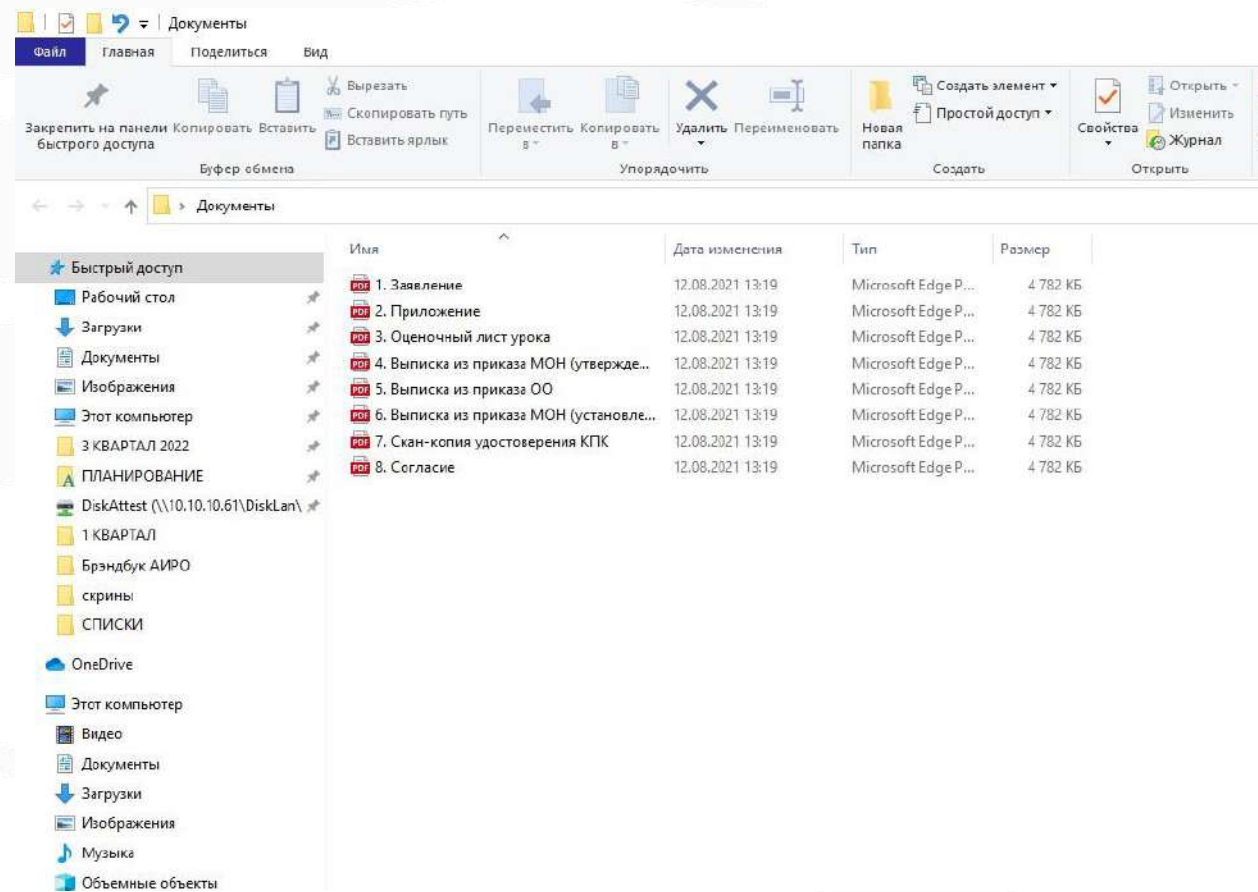 Документы
Файл Главная Поделиться Вид
Закрепить на панели быстрого доступа
Копировать
Вставить
Вырезать
Скопировать путь
Вставить ярлык
Переместить в
Копировать в
Удалить
Переименовать
Новая папка
Создать элемент
Простой доступ
Свойства
Открыть
Изменить
Журнал
Буфер обмена Упорядочить Создать Открыть
Документы
Имя Дата изменения Тип Размер
1. Заявление 12.08.2021 13:19 Microsoft Edge P... 4 782 КБ
2. Приложение 12.08.2021 13:19 Microsoft Edge P... 4 782 КБ
3. Оценочный лист урока 12.08.2021 13:19 Microsoft Edge P... 4 782 КБ
4. Выписка из приказа МОН (утвержде... 12.08.2021 13:19 Microsoft Edge P... 4 782 КБ
5. Выписка из приказа ОО 12.08.2021 13:19 Microsoft Edge P... 4 782 КБ
6. Выписка из приказа МОН (установле... 12.08.2021 13:19 Microsoft Edge P... 4 782 КБ
7. Скан-копия удостоверения КПК 12.08.2021 13:19 Microsoft Edge P... 4 782 КБ
8. Согласие 12.08.2021 13:19 Microsoft Edge P... 4 782 КБ
Быстрый доступ
Рабочий стол
Загрузки
Документы
Изображения
Этот компьютер
3 КВАРТАЛ 2022
ПЛАНИРОВАНИЕ
DiskAttest (\\10.10.10.61\DiskLan\
1 КВАРТАЛ
Брэндбук АИРО
скрины
СПИСКИ
OneDrive
Этот компьютер
Видео
Документы
Загрузки
Изображения
Музыка
Объемные объекты